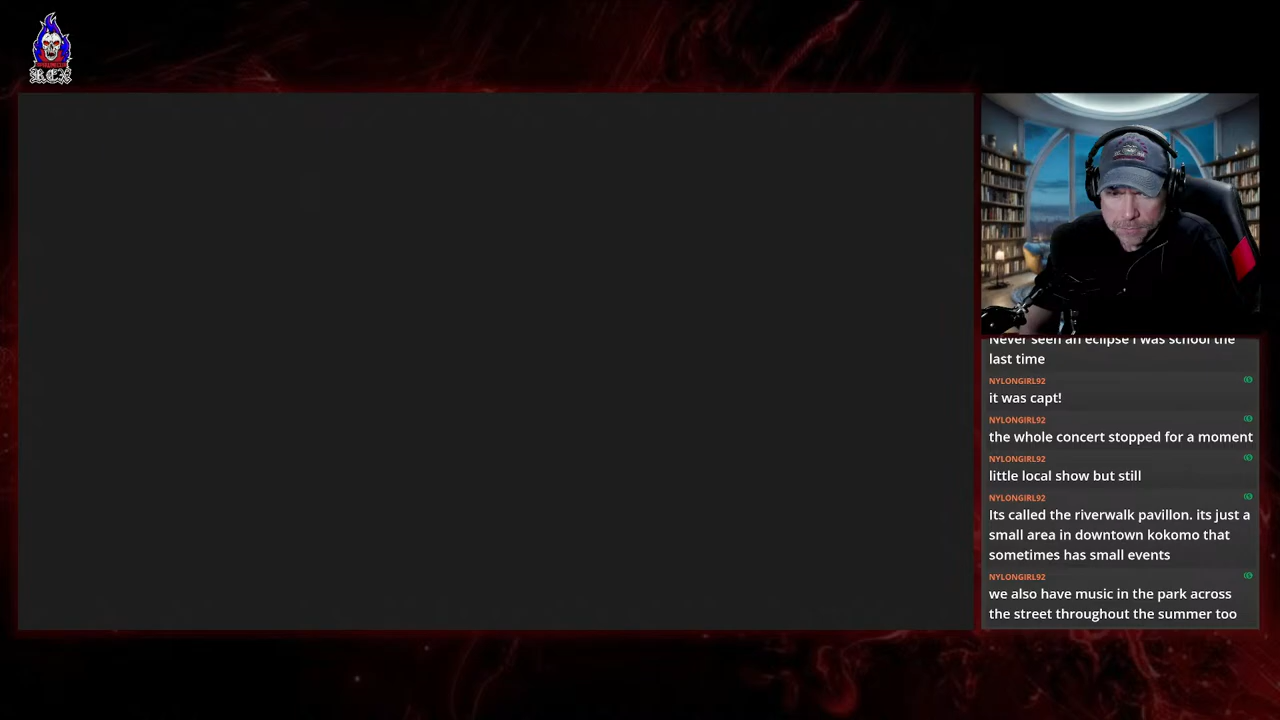 REX
Never seen an eclipse I was school the
last time
NYLONGIRL92
it was capt!
NYLONGIRL92
the whole concert stopped for a moment
NYLONGIRL92
little local show but still
NYLONGIRL92
Its called the riverwalk pavillon. its just a
small area in downtown kokomo that
sometimes has small events
NYLONGIRL92
we also have music in the park across
the street throughout the summer too